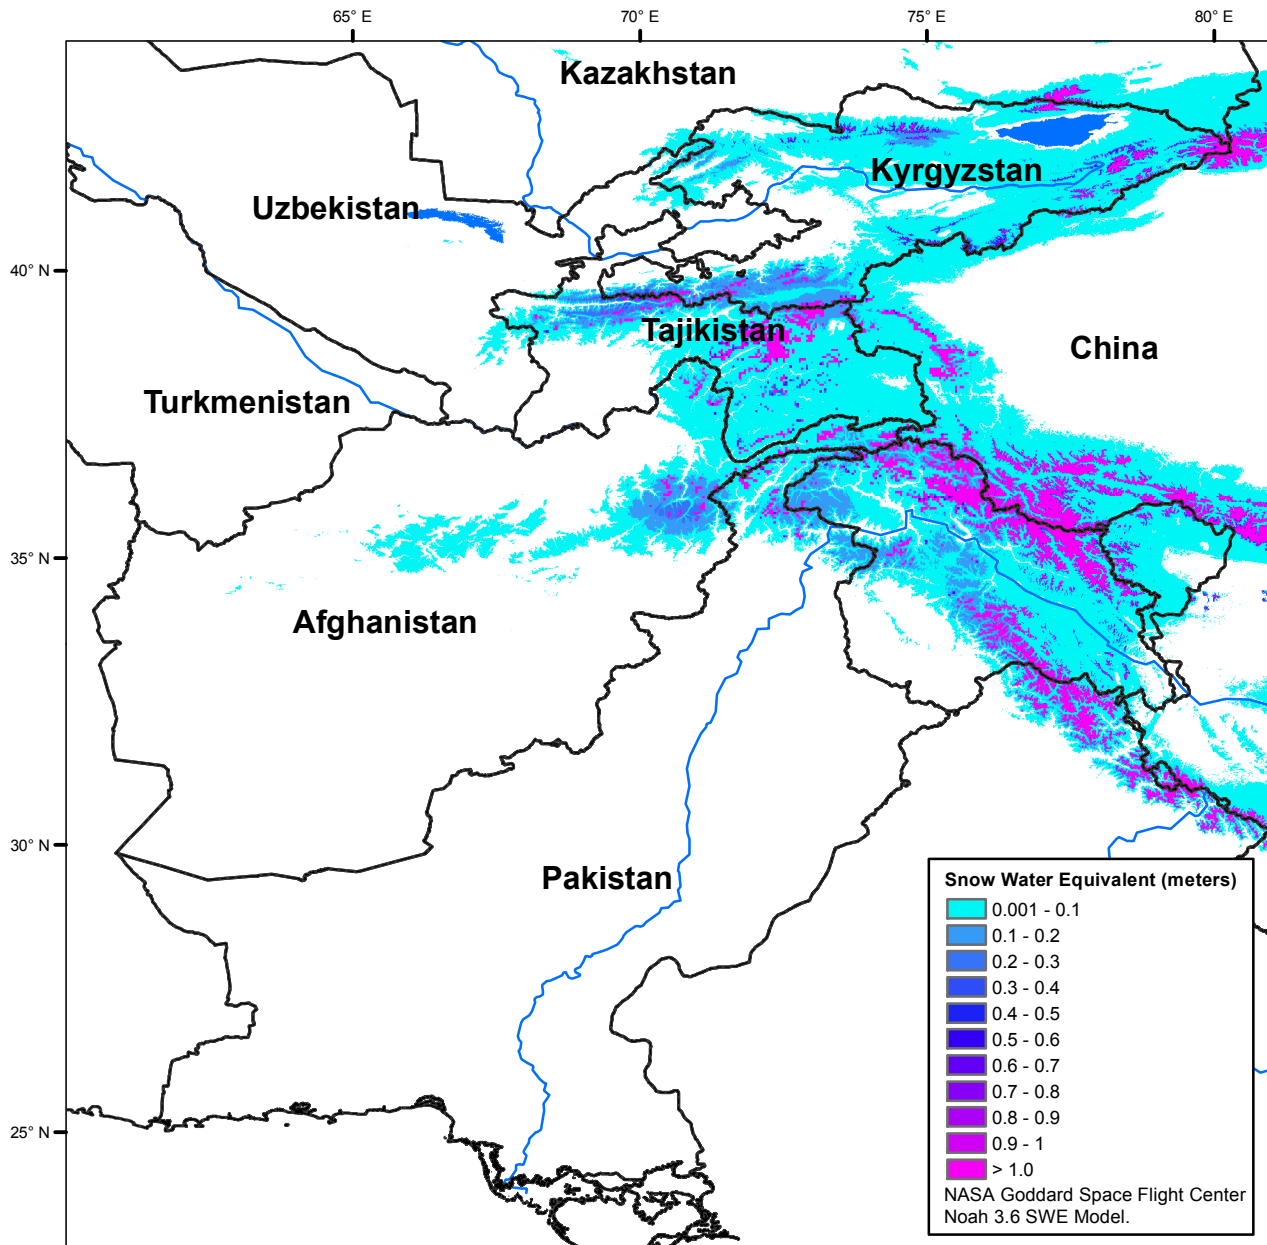 65° E
70° E
75° E
80° E
Kazakhstan
Kyrgyzstan
Uzbekistan
40° N
Tajikistan
China
Turkmenistan
35° N
Afghanistan
30° N
Pakistan
25° N
Snow Water Equivalent (meters)
0.001 - 0.1
0.1 - 0.2
0.2 - 0.3
0.3 - 0.4
0.4 - 0.5
0.5 - 0.6
0.6 - 0.7
0.7 - 0.8
0.8 - 0.9
0.9 - 1
> 1.0
NASA Goddard Space Flight Center
Noah 3.6 SWE Model.